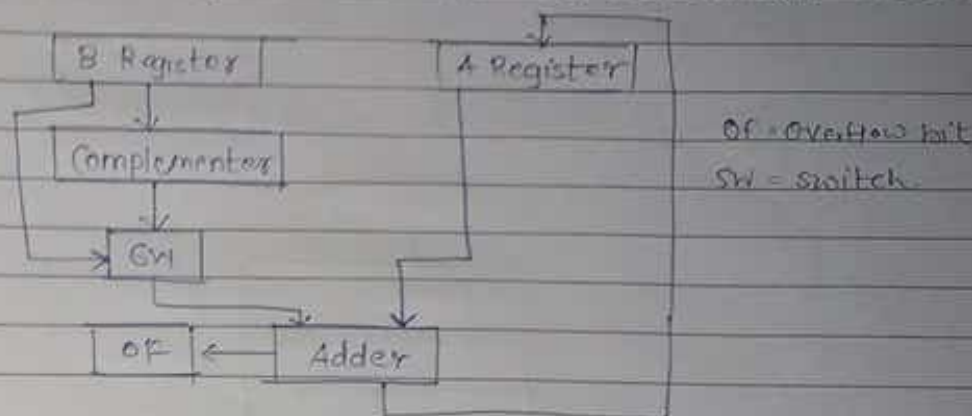 B Register
A Register
OF = Overflow bit
Complementer
SW = switch.
SW
OF
Adder